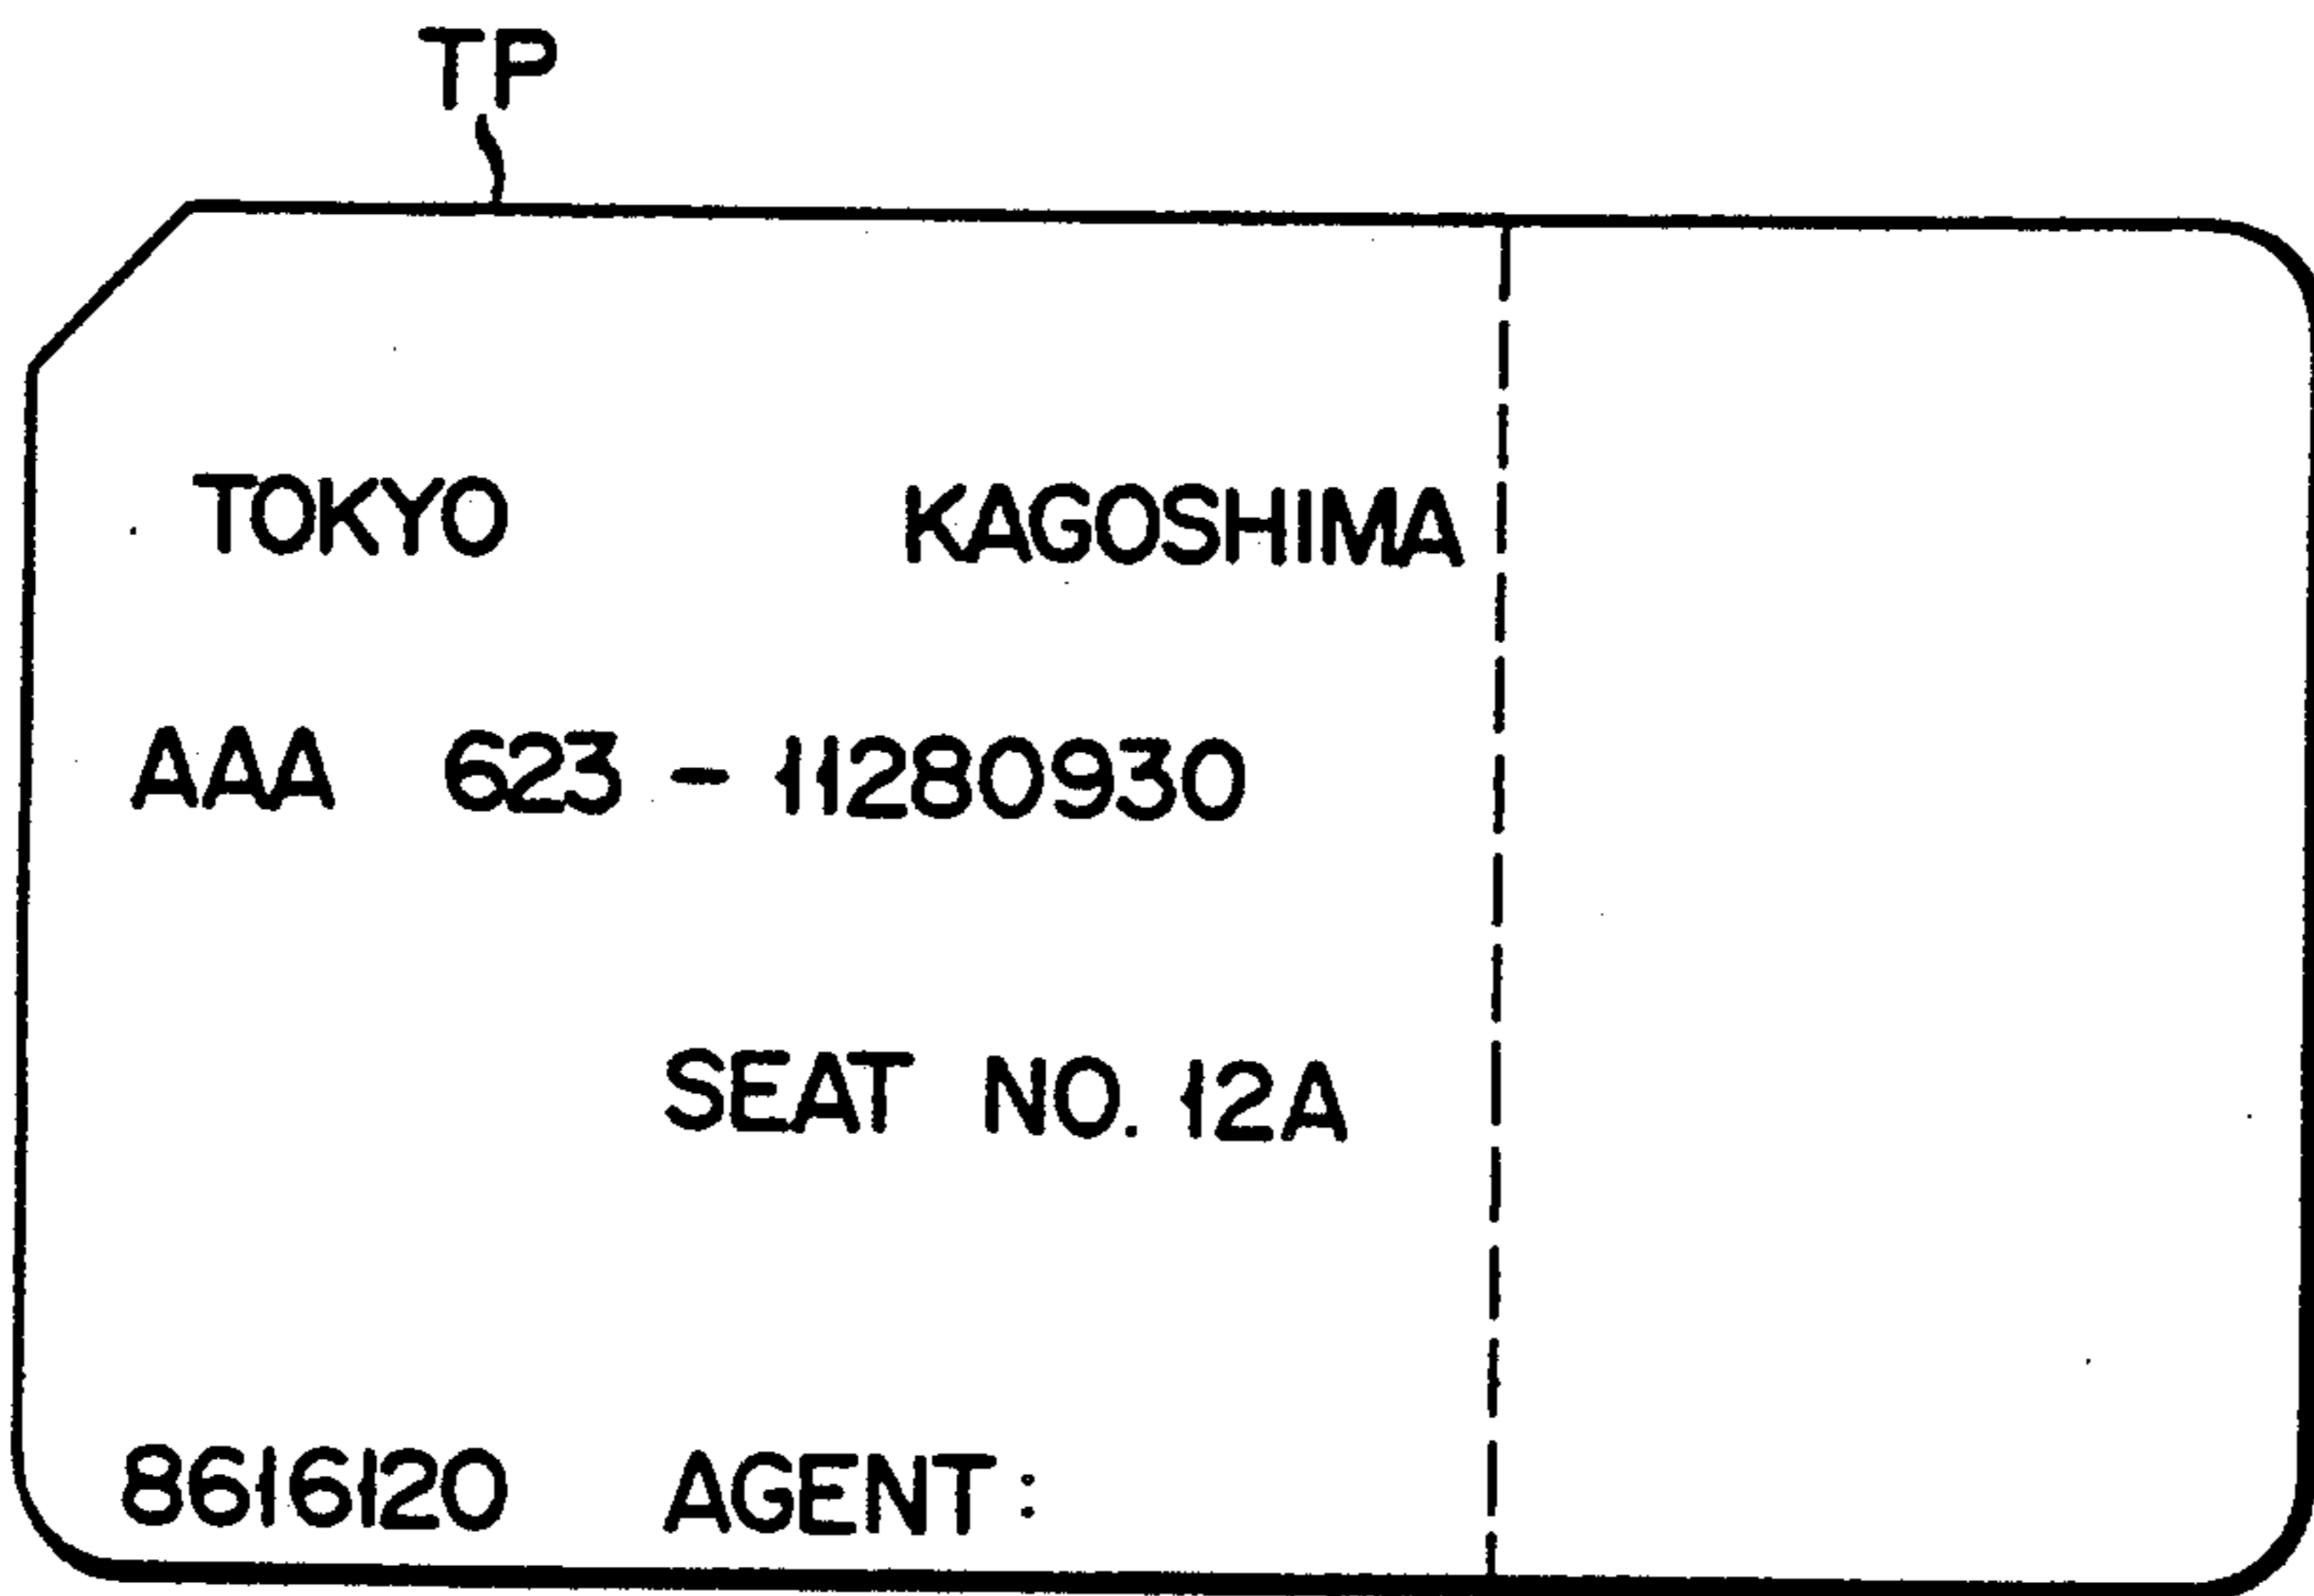 TP
TOKYO KAGOSHIMA
AAA 623 - 11280930
SEAT NO. 12A
8616120 AGENT: